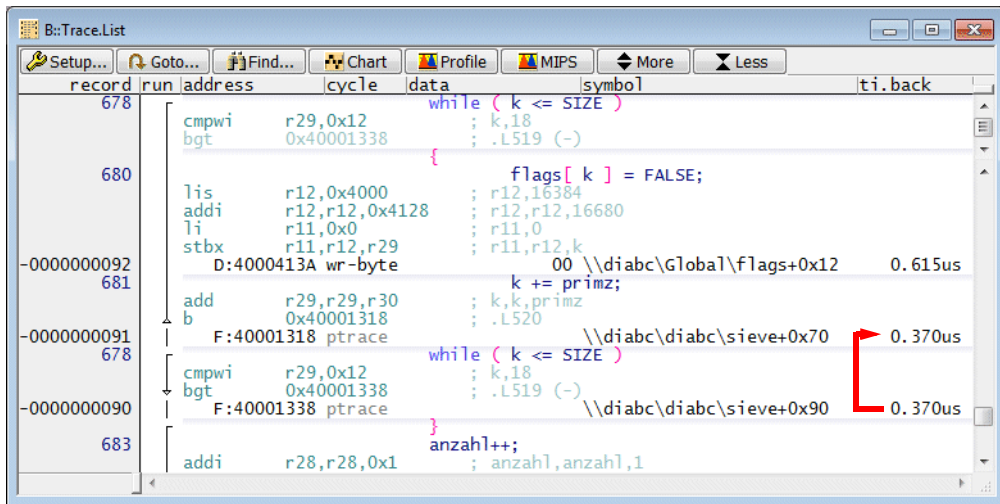 B::Trace.List
Setup... Goto... Find... Chart Profile MIPS More Less
record run address cycle data symbol ti.back
678 while ( k <= SIZE )
cmpwi r29,0x12 ; k,18
bgt 0x40001338 ; .L519 (-)
{
680 flags[ k ] = FALSE;
lis r12,0x4000 ; r12,16384
addi r12,r12,0x4128 ; r12,r12,16680
li r11,0x0 ; r11,0
stbx r11,r12,r29 ; r11,r12,k
-0000000092 D:4000413A wr-byte 00 \\diabc\Global\flags+0x12 0.615us
681 k += primz;
add r29,r29,r30 ; k,k,primz
b 0x40001318 ; .L520
-0000000091 F:40001318 ptrace \\diabc\diabc\sieve+0x70 0.370us
678 while ( k <= SIZE )
cmpwi r29,0x12 ; k,18
bgt 0x40001338 ; .L519 (-)
-0000000090 F:40001338 ptrace \\diabc\diabc\sieve+0x90 0.370us
}
683 anzahl++;
addi r28,r28,0x1 ; anzahl,anzahl,1